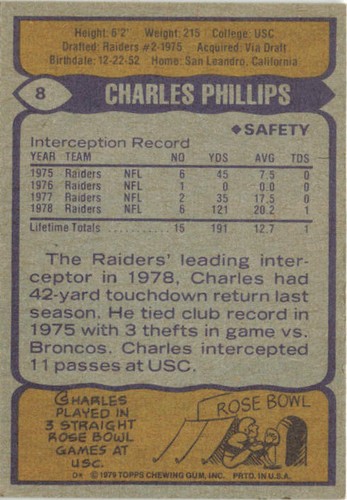 Height: 6'2" Weight: 215 College: USC
Drafted: Raiders #2-1975 Acquired: Via Draft
Birthdate: 12-22-52 Home: San Leandro, California
8 CHARLES PHILLIPS
◆SAFETY
Interception Record
YEAR TEAM NO YDS AVG TDS
1975 Raiders NFL 6 45 7.5 0
1976 Raiders NFL 1 0 0.0 0
1977 Raiders NFL 2 35 17.5 0
1978 Raiders NFL 6 121 20.2 1
Lifetime Totals .......... 15 191 12.7 1
The Raiders' leading inter-
ceptor in 1978, Charles had
42-yard touchdown return last
season. He tied club record in
1975 with 3 thefts in game vs.
Broncos. Charles intercepted
11 passes at USC.
CHARLES
PLAYED IN
3 STRAIGHT
ROSE BOWL
GAMES AT
USC.
ROSE BOWL
D* © 1979 TOPPS CHEWING GUM, INC. PRTD. IN U.S.A.